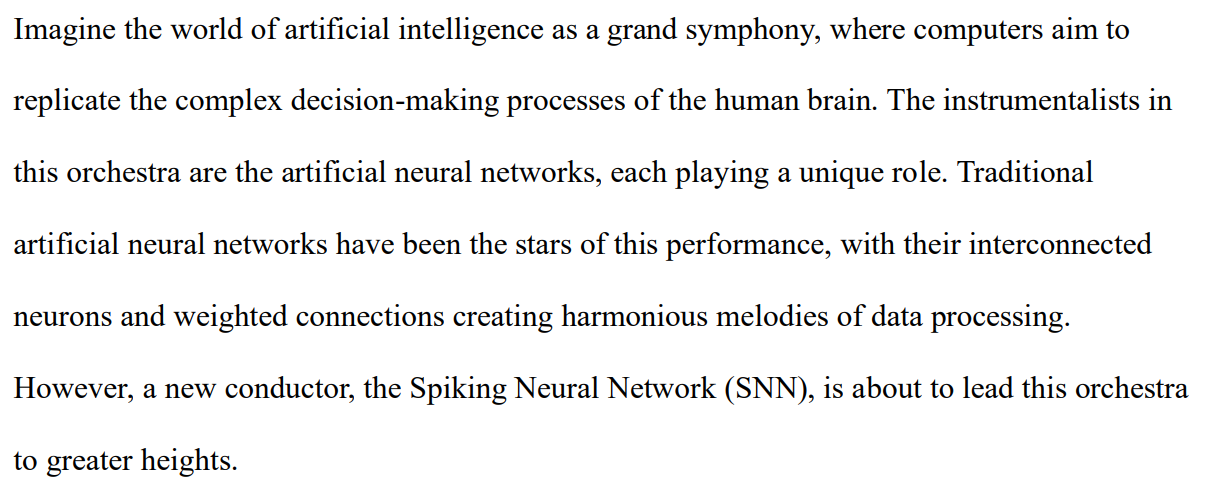 Imagine the world of artificial intelligence as a grand symphony, where computers aim to
replicate the complex decision-making processes of the human brain. The instrumentalists in
this orchestra are the artificial neural networks, each playing a unique role. Traditional
artificial neural networks have been the stars of this performance, with their interconnected
neurons and weighted connections creating harmonious melodies of data processing.
However, a new conductor, the Spiking Neural Network (SNN), is about to lead this orchestra
to greater heights.